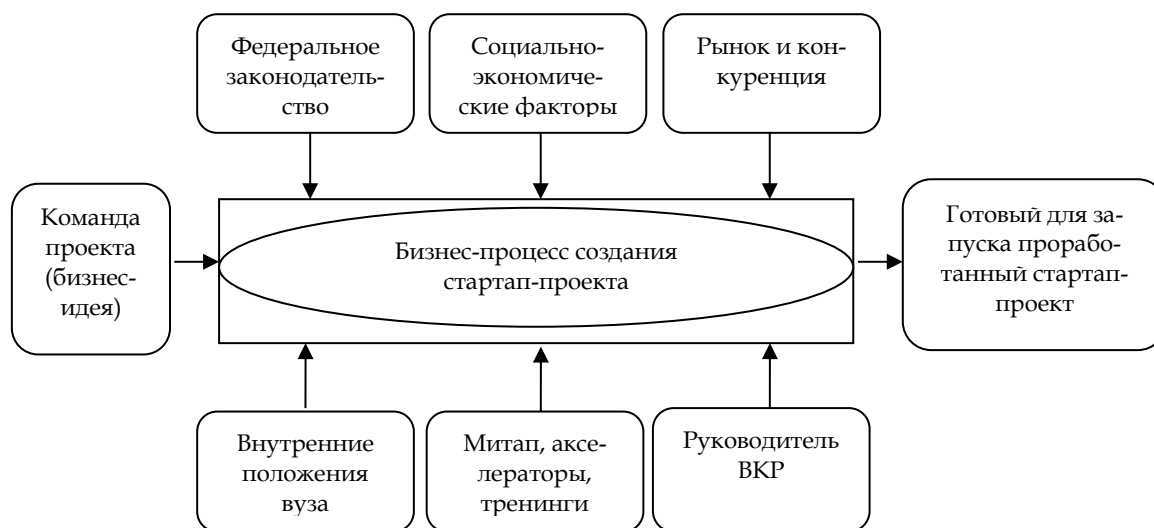 Федеральное
законодатель-
ство
Социально-
экономиче-
ские факторы
Рынок и кон-
куренция
Команда
проекта
(бизнес-
идея)
Бизнес-процесс создания
стартап-проекта
Готовый для за-
пуска прорабо-
танный стартап-
проект
Внутренние
положения
вуза
Митап, аксе-
лераторы,
тренинги
Руководитель
ВКР